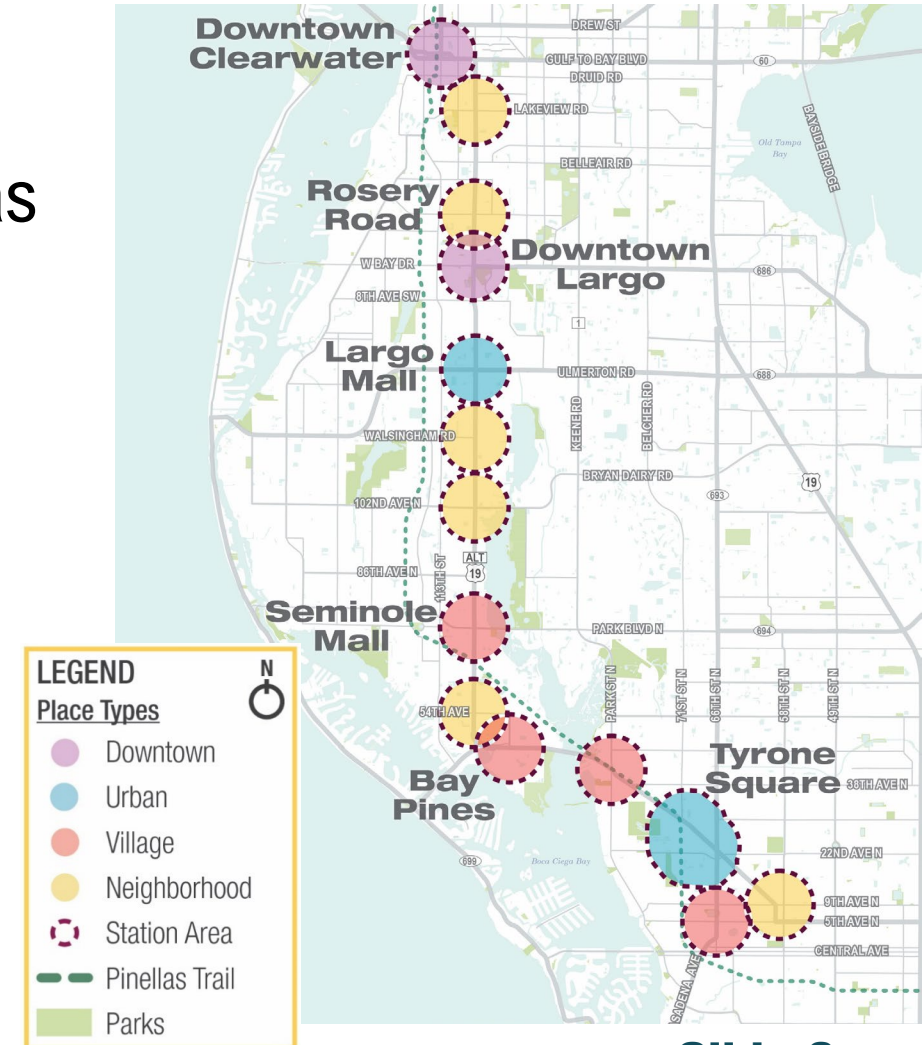 Downtown
Clearwater
DREW ST
GULF TO BAY BLVD
60
DRUID RD
LAKEVIEW RD
BAYSIDE BRIDGE
Old Tampa
Bay
BELLEAIR RD
Rosery
Road
Downtown
Largo
W BAY DR
686
8TH AVE SW
1
Largo
Mall
ULMERTON RD
688
KEENE RD
BELCHER RD
WALSINGHAM RD
BRYAN DAIRY RD
19
693
102ND AVE N
ALT
19
86TH AVE N
113TH ST
Seminole
Mall
PARK BLVD N
694
PARK ST N
71ST ST N
66TH ST N
58TH ST N
49TH ST N
54TH AVE
Bay
Pines
Tyrone
Square
38TH AVE N
699
Boca Ciega Bay
22ND AVE N
9TH AVE N
5TH AVE N
CENTRAL AVE
LEGEND
N
Place Types
Downtown
Urban
Village
Neighborhood
Station Area
Pinellas Trail
Parks